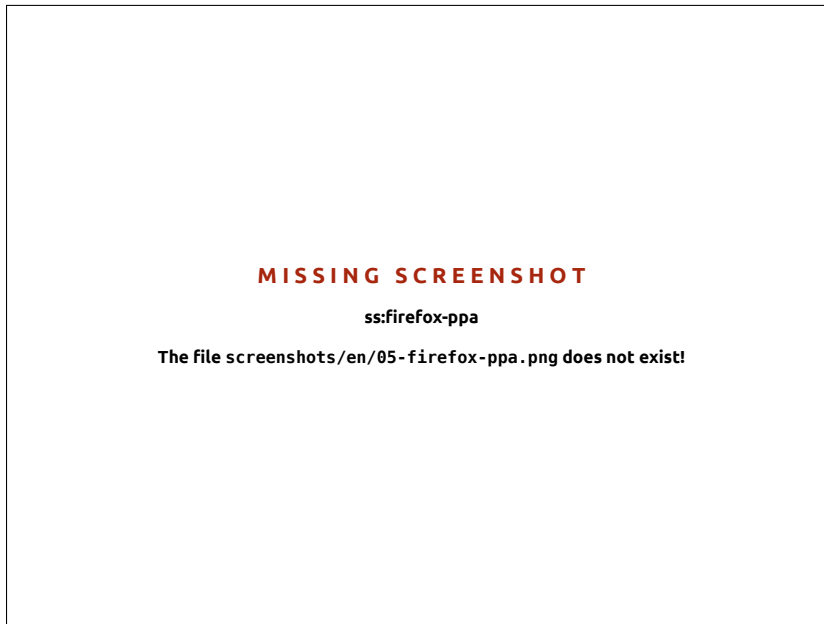 MISSING SCREENSHOT
ss:firefox-ppa
The file screenshots/en/05-firefox-ppa.png does not exist!